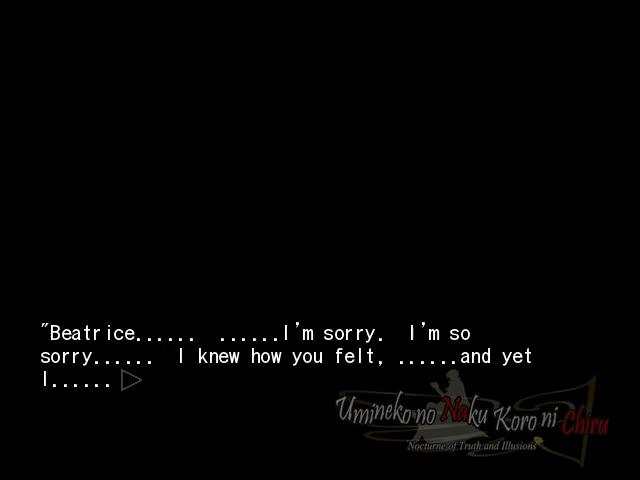 "Beatrice...... ......I'm sorry. I'm so
sorry...... I knew how you felt, ......and yet
I......
Umineko no Naku Koro ni Chiru
Nocturne of Truth and Illusions